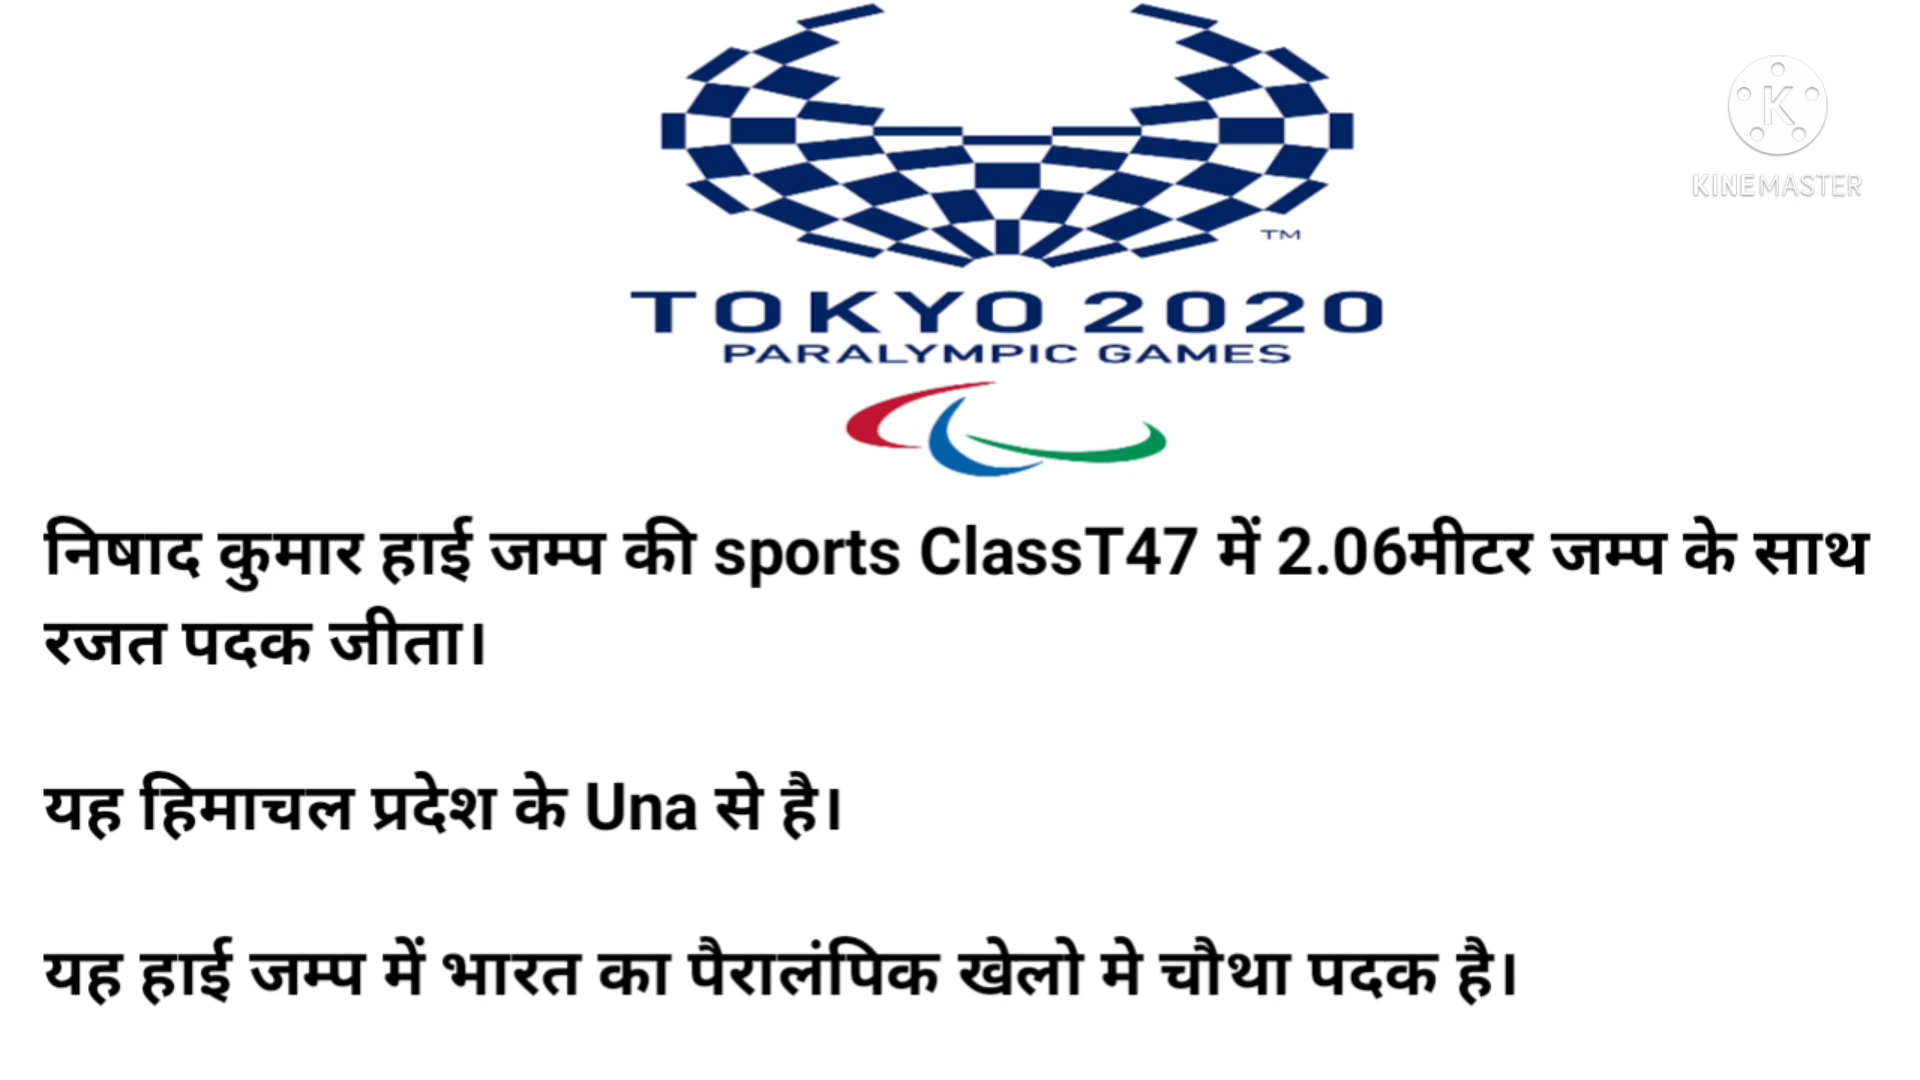 KINEMASTER
TM
TOKYO 2020
PARALYMPIC GAMES
निषाद कुमार हाई जम्प की sports ClassT47 में 2.06मीटर जम्प के साथ
रजत पदक जीता।
यह हिमाचल प्रदेश के Una से है।
यह हाई जम्प में भारत का पैरालंपिक खेलो मे चौथा पदक है।